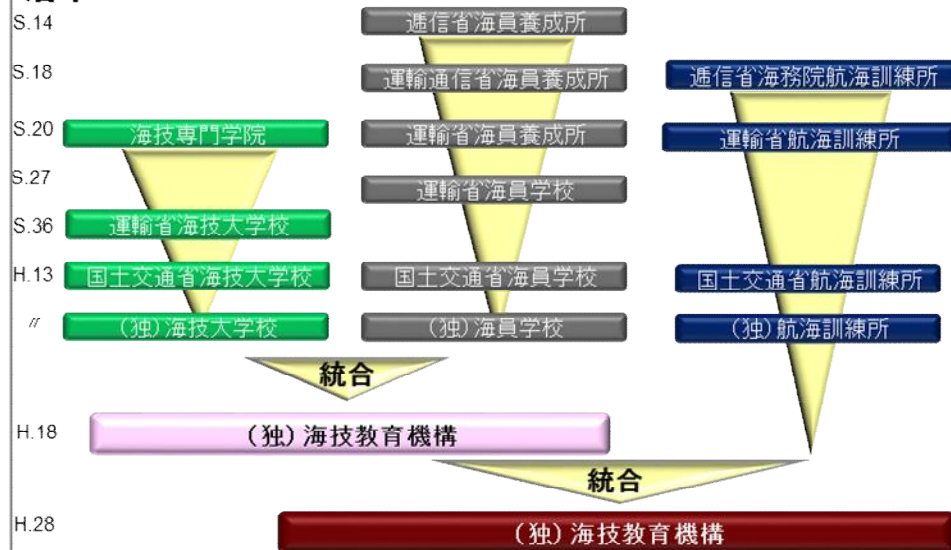 S.14
逓信省海員養成所
S.18
運輸通信省海員養成所
逓信省海務院航海訓練所
S.20
海技専門学院
運輸省海員養成所
運輸省航海訓練所
S.27
運輸省海員学校
S.36
運輸省海技大学校
H.13
国土交通省海技大学校
国土交通省海員学校
国土交通省航海訓練所
〃
(独)海技大学校
(独)海員学校
(独)航海訓練所
統合
H.18
(独)海技教育機構
統合
H.28
(独)海技教育機構